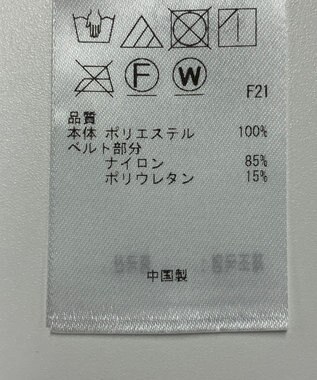 F W
F21
品質
本体 ポリエステル 100%
ベルト部分
ナイロン 85%
ポリウレタン 15%
中国製